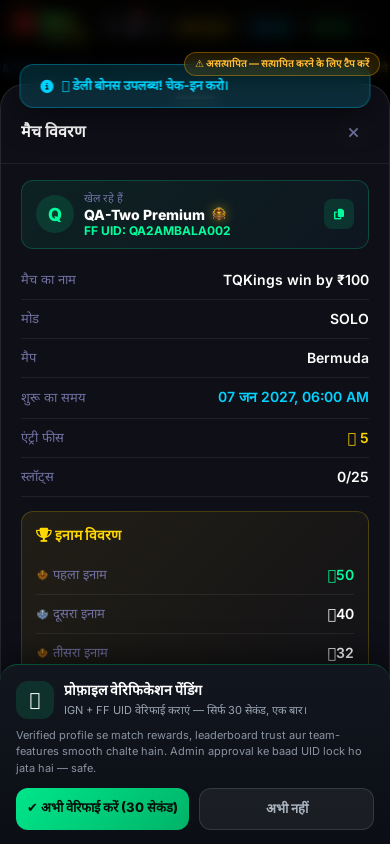 ⚠ असत्यापित — सत्यापित करने के लिए टैप करें
डेली बोनस उपलब्ध! चेक-इन करो।
मैच विवरण
खेल रहे हैं
Q
QA-Two Premium
FF UID: QA2AMBALA002
मैच का नाम TQKings win by ₹100
मोड SOLO
मैप Bermuda
शुरू का समय 07 जन 2027, 06:00 AM
एंट्री फीस 5
स्लॉट्स 0/25
इनाम विवरण
पहला इनाम 50
दूसरा इनाम 40
तीसरा इनाम 32
प्रोफ़ाइल वेरिफिकेशन पेंडिंग
IGN + FF UID वेरिफाई कराएं — सिर्फ 30 सेकंड, एक बार।
Verified profile se match rewards, leaderboard trust aur team-
features smooth chalte hain. Admin approval ke baad UID lock ho
jata hai — safe.
✔ अभी वेरिफाई करें (30 सेकंड) अभी नहीं